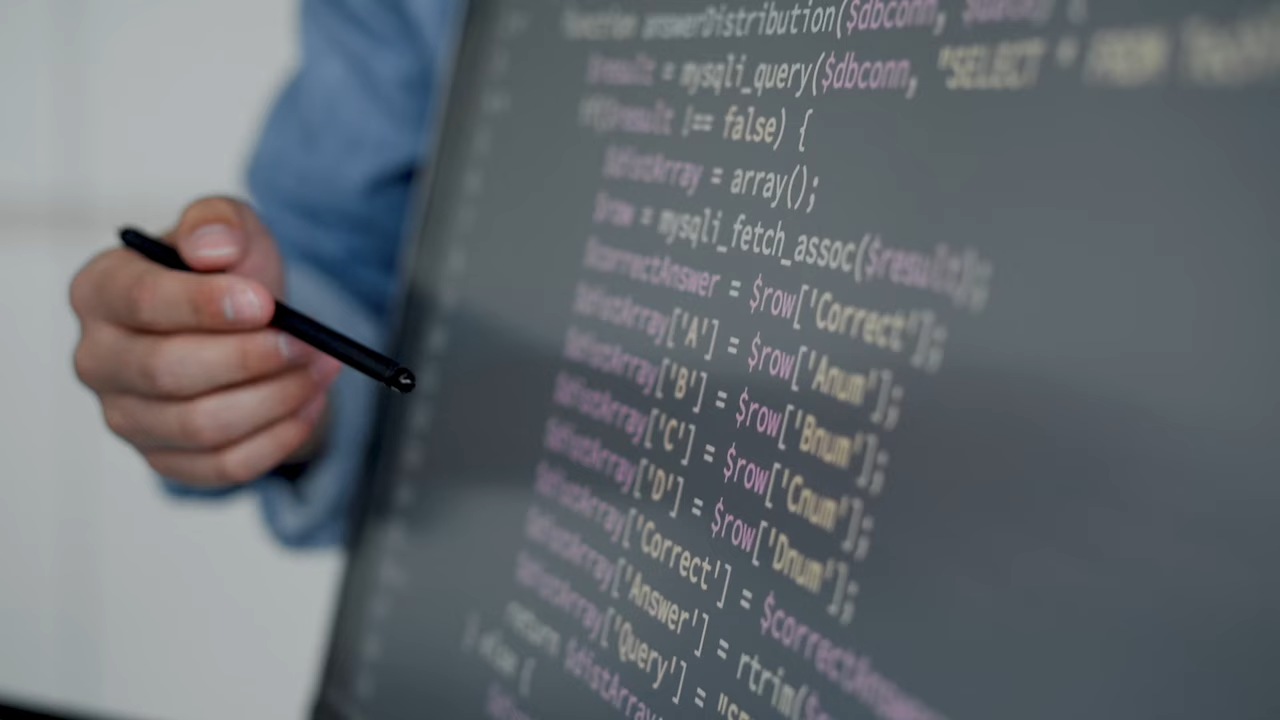 function answerDistribution($dbconn,
$result = mysqli_query($dbconn, "SELECT * FROM
if($result !== false) {
$distArray = array();
$row = mysqli_fetch_assoc($result);
$correctAnswer = $row['Correct'];
$distArray['A'] = $row['Anum'];
$distArray['B'] = $row['Bnum'];
$distArray['C'] = $row['Cnum'];
$distArray['D'] = $row['Dnum'];
$distArray['Correct'] = $correctAnswer
$distArray['Answer'] = rtrim(
$distArray['Query'] =
return $distArray
} else {